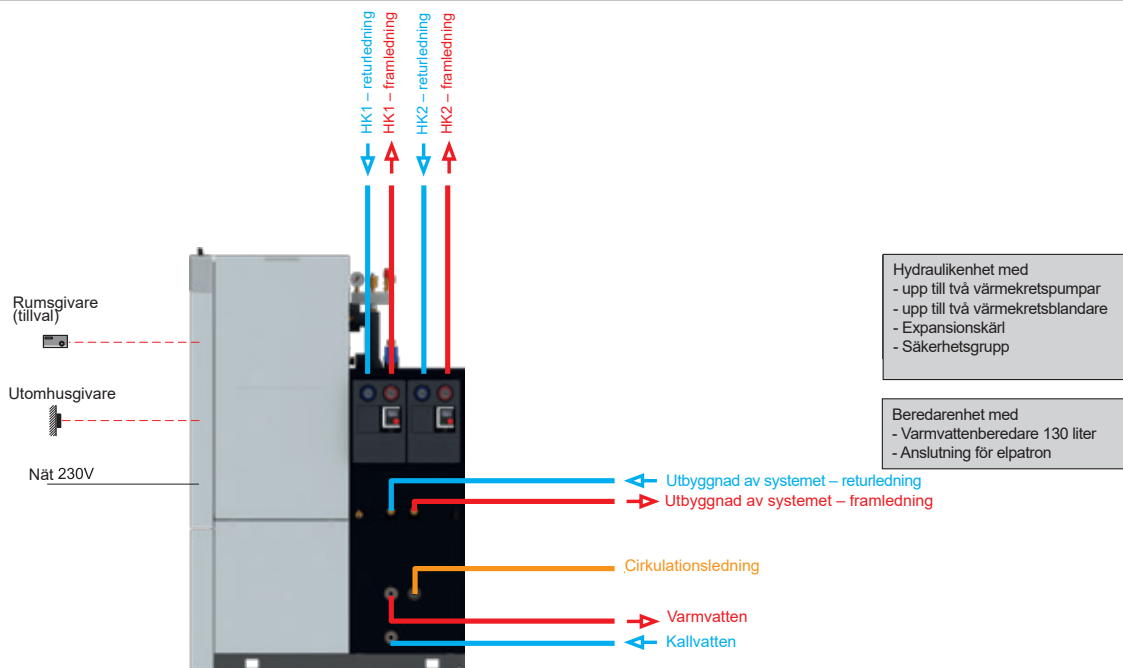 HK1 – returledning
HK1 – framledning
HK2 – returledning
HK2 – framledning
Rumsgivare
(tillval)
Utomhusgivare
Nät 230V
Hydraulikenhet med
- upp till två värmekretspumpar
- upp till två värmekretsblandare
- Expansionskärl
- Säkerhetsgrupp
Beredarenhet med
- Varmvattenberedare 130 liter
- Anslutning för elpatron
Utbyggnad av systemet – returledning
Utbyggnad av systemet – framledning
Cirkulationsledning
Varmvatten
Kallvatten